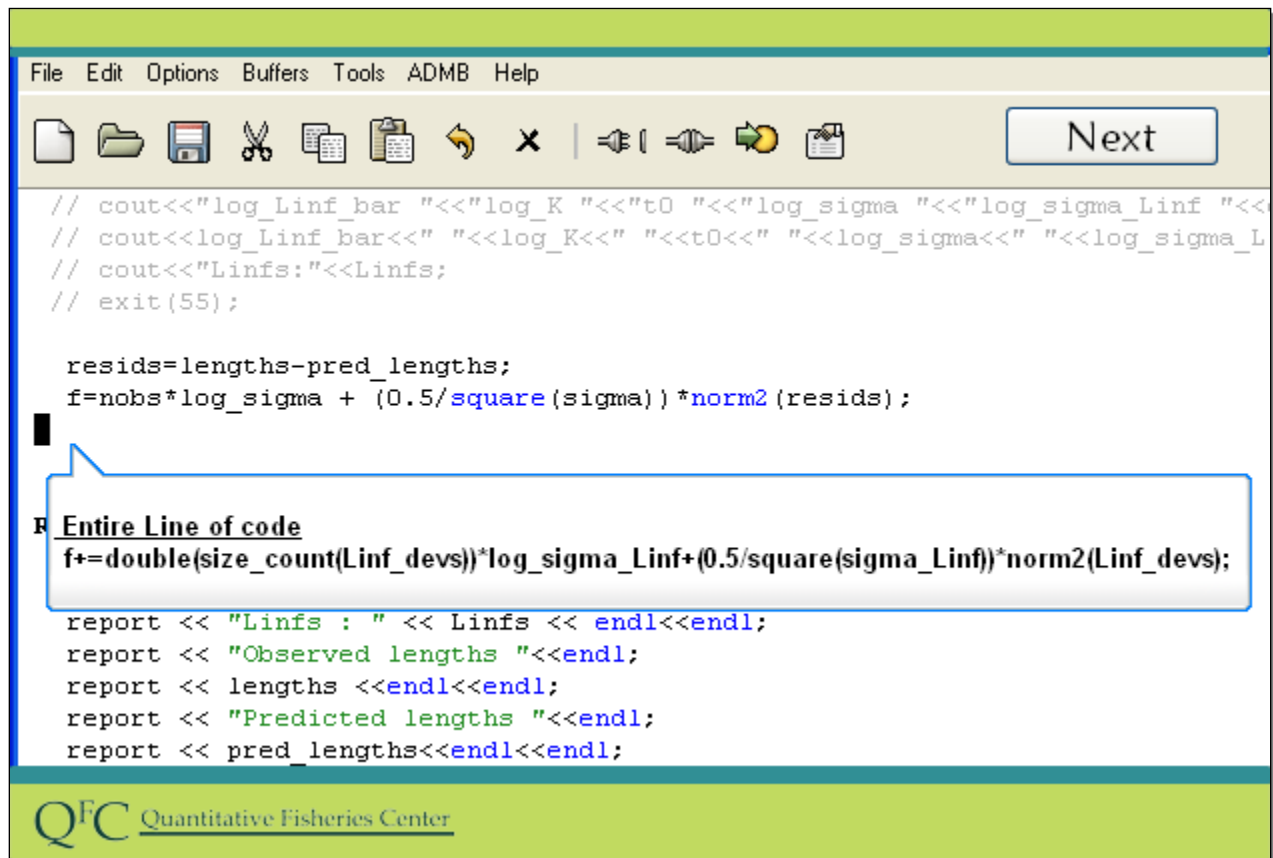 File Edit Options Buffers Tools ADMB Help
Next
// cout<<"log_Linf_bar "<<"log_K "<<"t0 "<<"log_sigma "<<"log_sigma_Linf "<<
// cout<<log_Linf_bar<<" "<<log_K<<" "<<t0<<" "<<log_sigma<<" "<<log_sigma_L
// cout<<"Linfs:"<<Linfs;
// exit(55);
resids=lengths-pred_lengths;
f=nobs*log_sigma + (0.5/square(sigma))*norm2(resids);
R
Entire Line of code
f+=double(size_count(Linf_devs))*log_sigma_Linf+(0.5/square(sigma_Linf))*norm2(Linf_devs);
report << "Linfs : " << Linfs << endl<<endl;
report << "Observed lengths "<<endl;
report << lengths <<endl<<endl;
report << "Predicted lengths "<<endl;
report << pred_lengths<<endl<<endl;
QFC Quantitative Fisheries Center